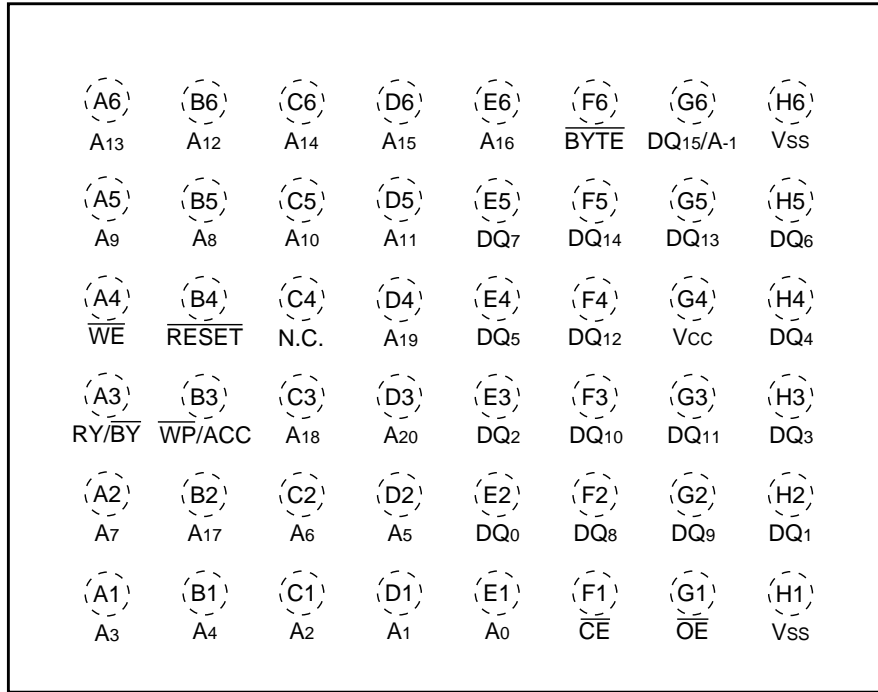 A6 B6 C6 D6 E6 F6 G6 H6
A13 A12 A14 A15 A16 BYTE DQ15/A-1 VSS
A5 B5 C5 D5 E5 F5 G5 H5
A9 A8 A10 A11 DQ7 DQ14 DQ13 DQ6
A4 B4 C4 D4 E4 F4 G4 H4
WE RESET N.C. A19 DQ5 DQ12 VCC DQ4
A3 B3 C3 D3 E3 F3 G3 H3
RY/BY WP/ACC A18 A20 DQ2 DQ10 DQ11 DQ3
A2 B2 C2 D2 E2 F2 G2 H2
A7 A17 A6 A5 DQ0 DQ8 DQ9 DQ1
A1 B1 C1 D1 E1 F1 G1 H1
A3 A4 A2 A1 A0 CE OE VSS